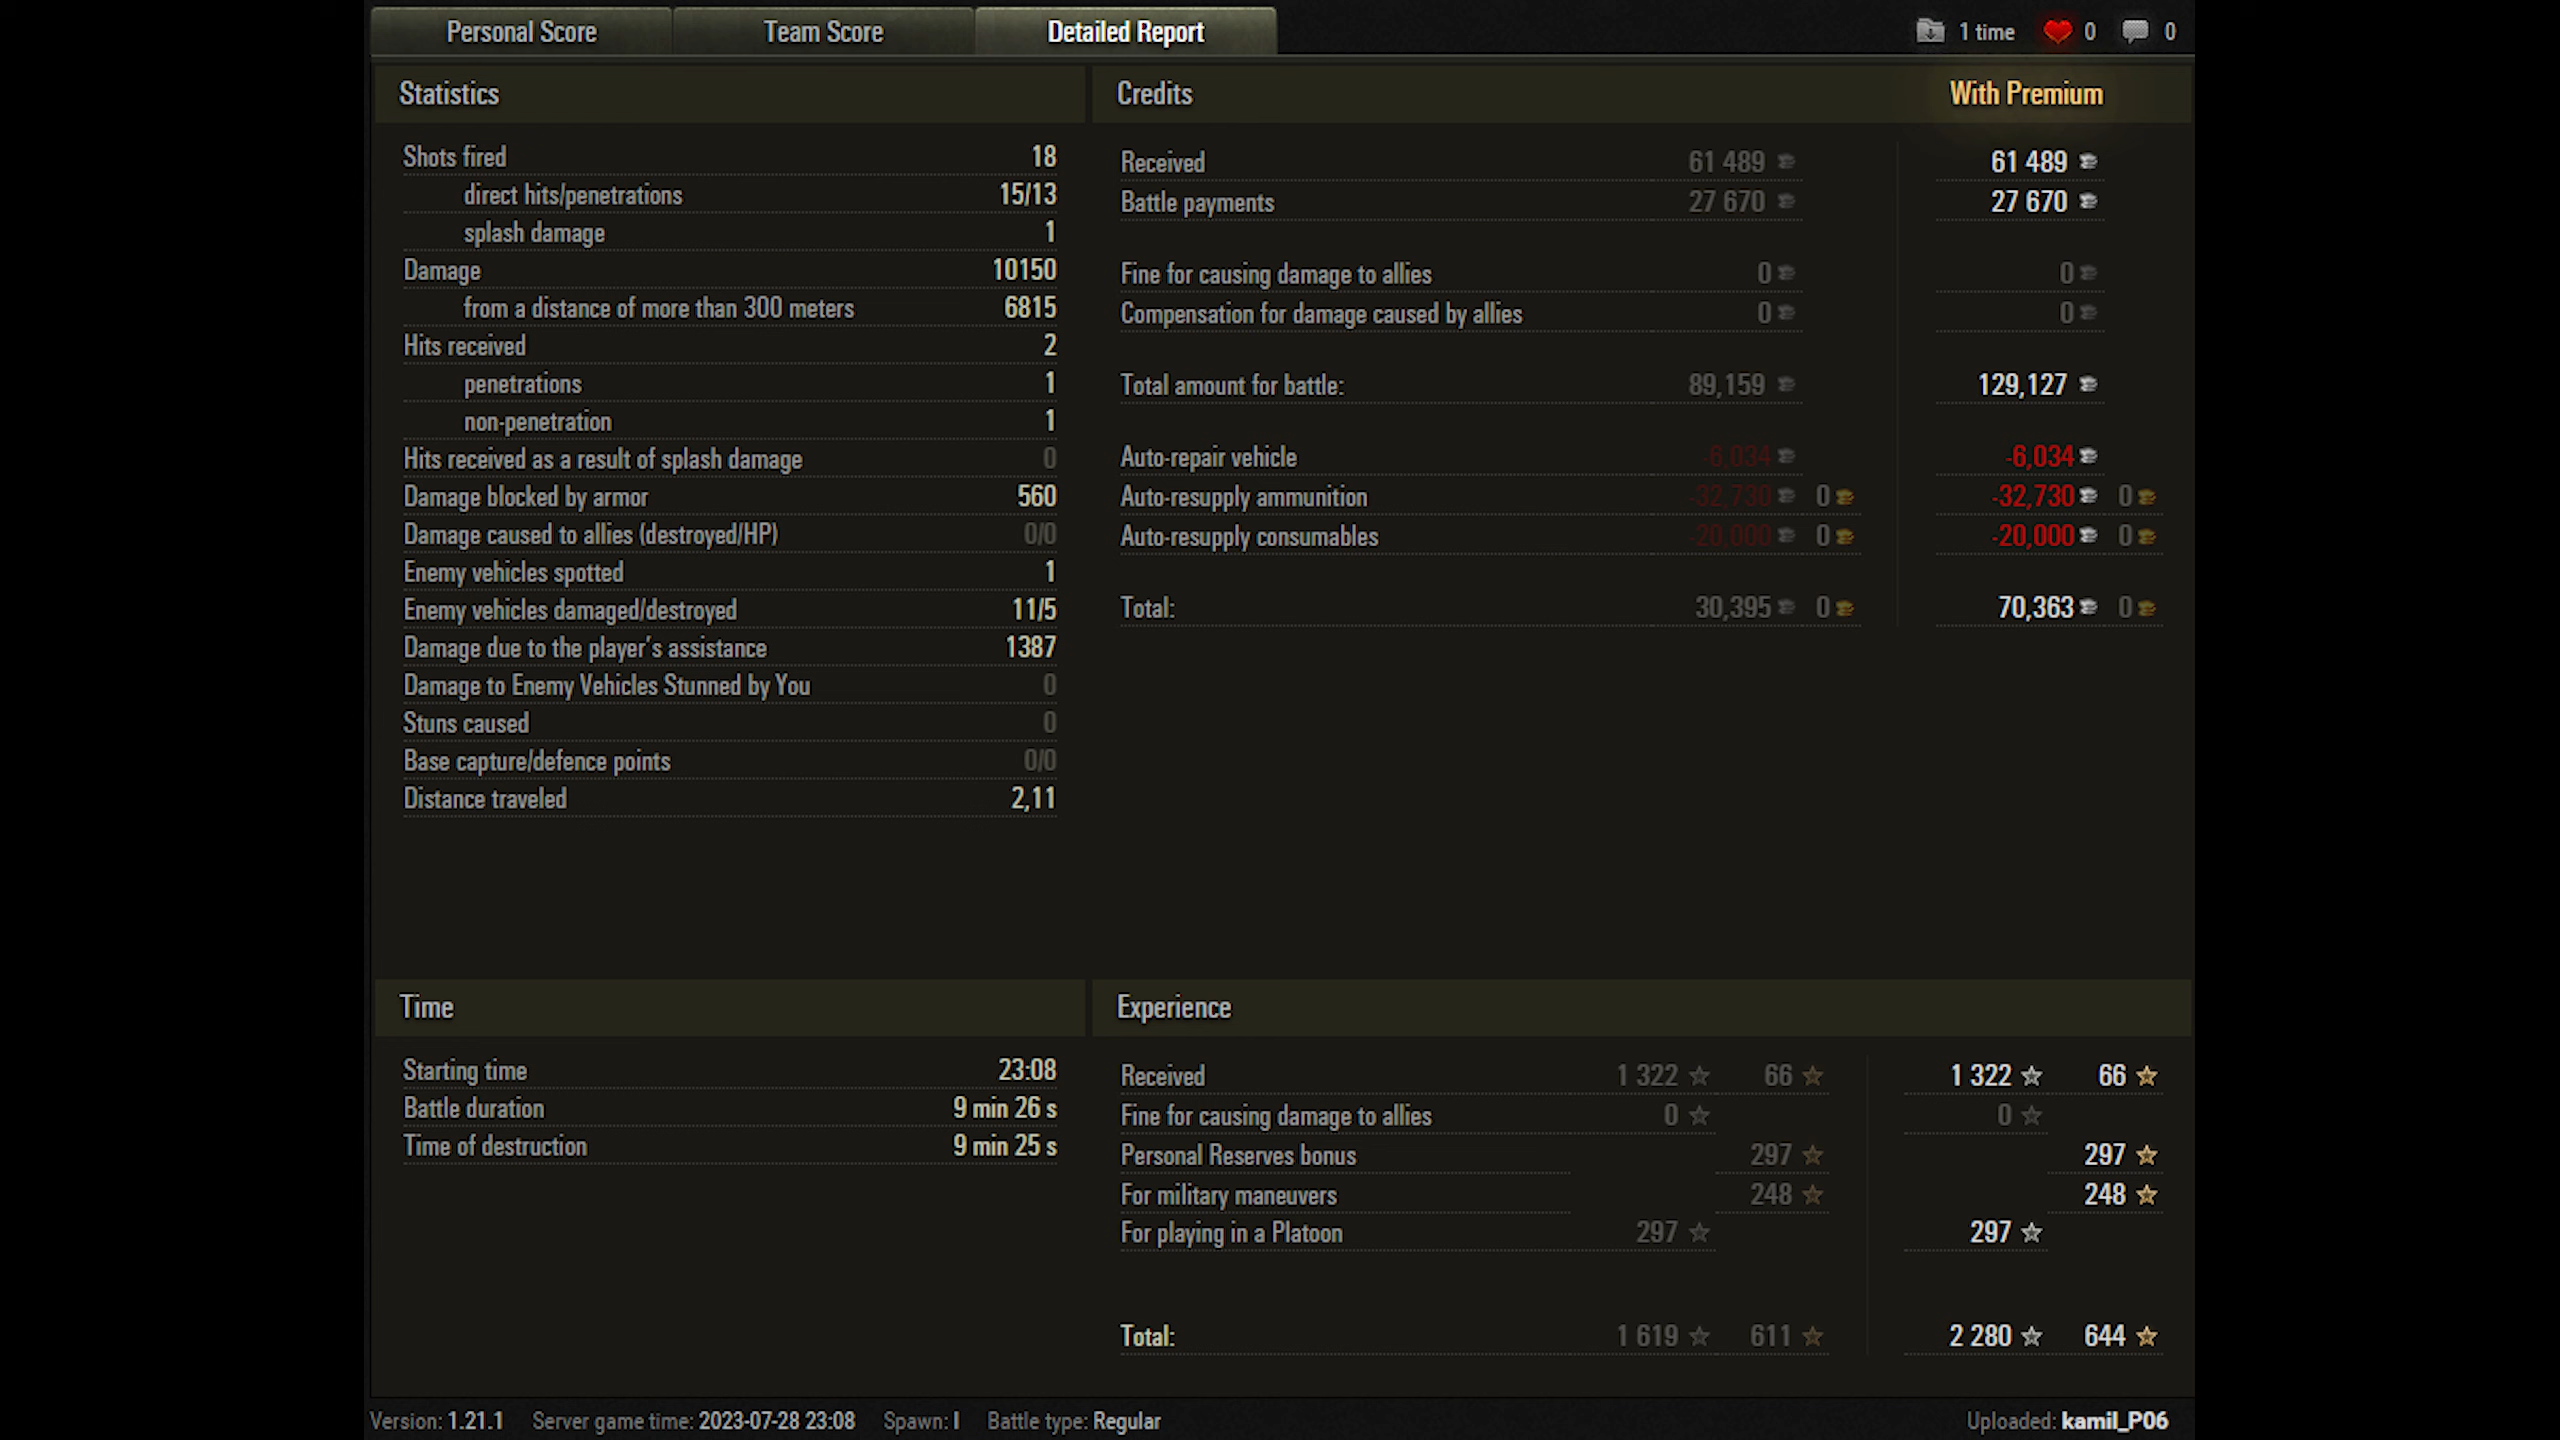 Personal Score Team Score Detailed Report 1 time 0 0
Statistics
Shots fired 18
direct hits/penetrations 15/13
splash damage 1
Damage 10150
from a distance of more than 300 meters 6815
Hits received 2
penetrations 1
non-penetration 1
Hits received as a result of splash damage 0
Damage blocked by armor 560
Damage caused to allies (destroyed/HP) 0/0
Enemy vehicles spotted 1
Enemy vehicles damaged/destroyed 11/5
Damage due to the player's assistance 1387
Damage to Enemy Vehicles Stunned by You 0
Stuns caused 0
Base capture/defence points 0/0
Distance traveled 2,11
Credits With Premium
Received 61 489 61 489
Battle payments 27 670 27 670
Fine for causing damage to allies 0 0
Compensation for damage caused by allies 0 0
Total amount for battle: 89,159 129,127
Auto-repair vehicle -6,034 -6,034
Auto-resupply ammunition -32,730 0 -32,730 0
Auto-resupply consumables -20,000 0 -20,000 0
Total: 30,395 0 70,363 0
Time
Starting time 23:08
Battle duration 9 min 26 s
Time of destruction 9 min 25 s
Experience
Received 1 322 66 1 322 66
Fine for causing damage to allies 0 0
Personal Reserves bonus 297 297
For military maneuvers 248 248
For playing in a Platoon 297 297
Total: 1 619 611 2 280 644
Version: 1.21.1 Server game time: 2023-07-28 23:08 Spawn: I Battle type: Regular Uploaded: kamil_P06